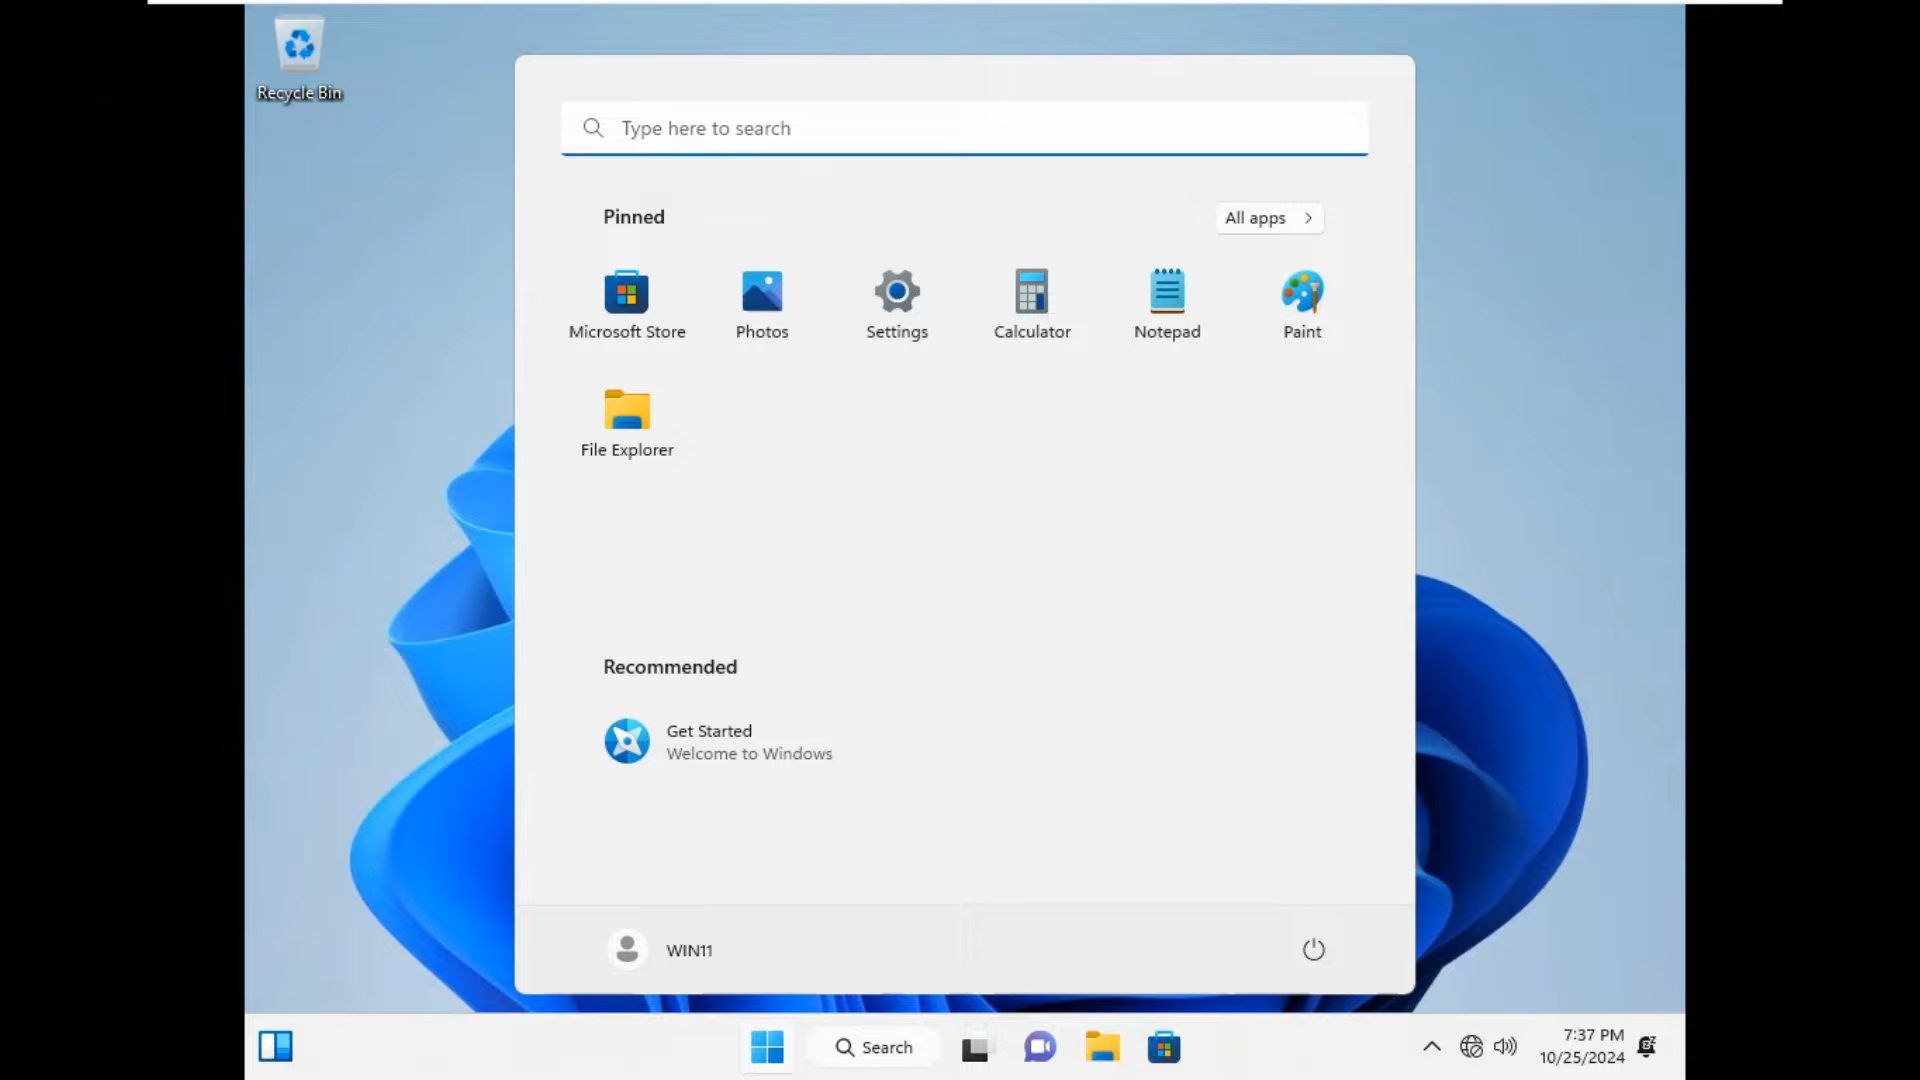 Recycle Bin
Type here to search
Pinned
All apps
Microsoft Store
Photos
Settings
Calculator
Notepad
Paint
File Explorer
Recommended
Get Started
Welcome to Windows
WIN11
Search
7:37 PM
10/25/2024